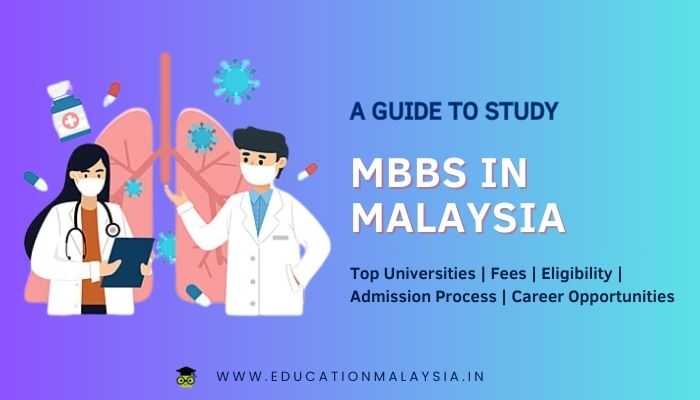 A GUIDE TO STUDY
MBBS IN
MALAYSIA
Top Universities | Fees | Eligibility |
Admission Process | Career Opportunities
WWW.EDUCATIONMALAYSIA.IN